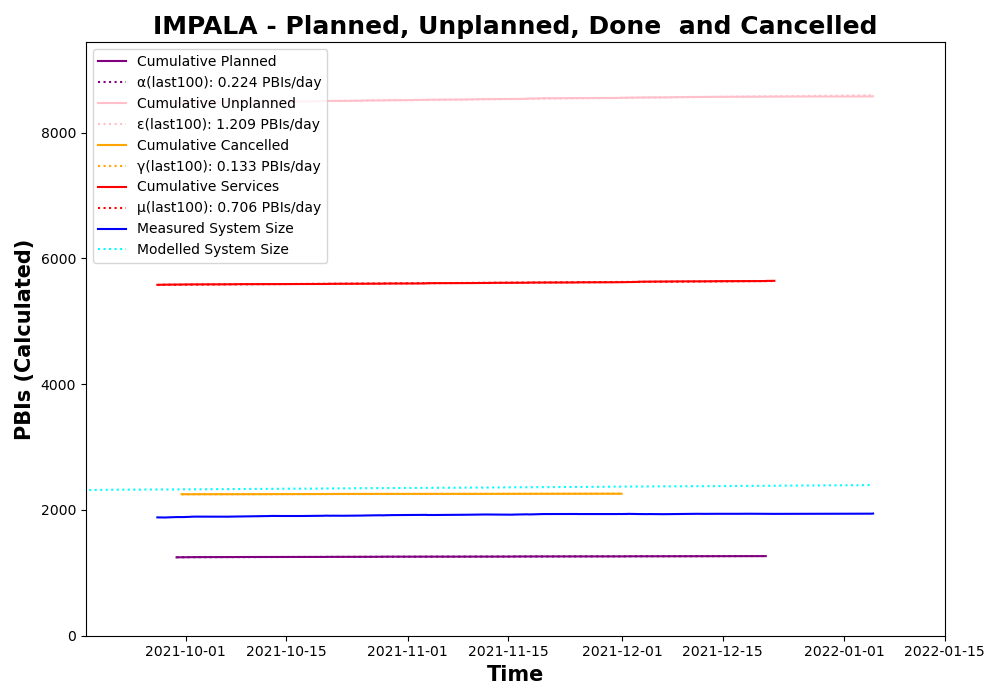 IMPALA - Planned, Unplanned, Done  and Cancelled
Cumulative Planned
α(last100): 0.224 PBIs/day
Cumulative Unplanned
ε(last100): 1.209 PBIs/day
Cumulative Cancelled
γ(last100): 0.133 PBIs/day
Cumulative Services
μ(last100): 0.706 PBIs/day
Measured System Size
Modelled System Size
PBIs (Calculated)
8000
6000
4000
2000
0
2021-10-01 2021-10-15 2021-11-01 2021-11-15 2021-12-01 2021-12-15 2022-01-01 2022-01-15
Time